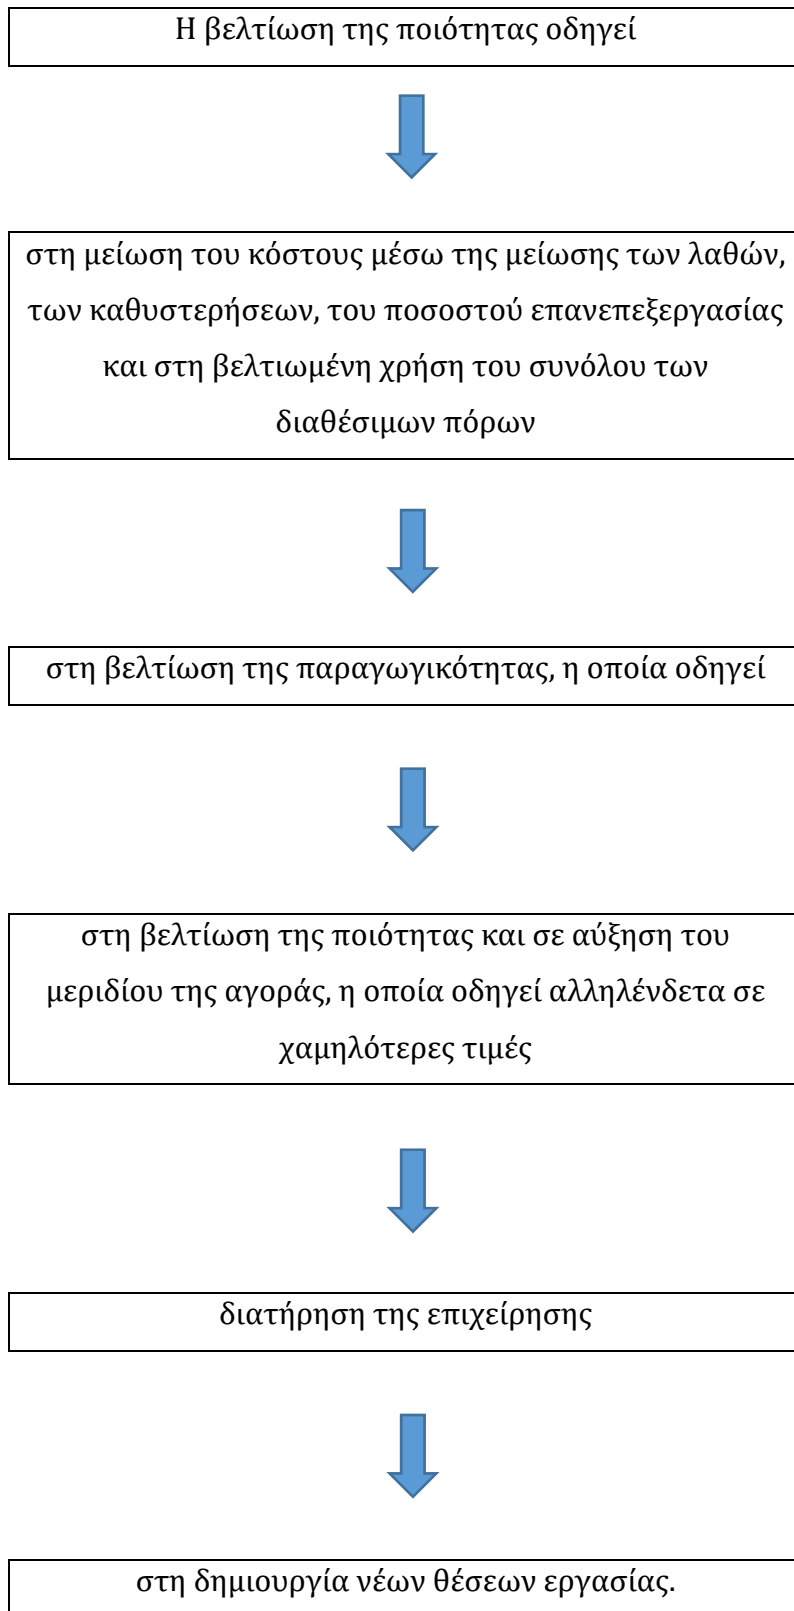 Η βελτίωση της ποιότητας οδηγεί
στη μείωση του κόστους μέσω της μείωσης των λαθών,
των καθυστερήσεων, του ποσοστού επανεπεξεργασίας
και στη βελτιωμένη χρήση του συνόλου των
διαθέσιμων πόρων
στη βελτίωση της παραγωγικότητας, η οποία οδηγεί
στη βελτίωση της ποιότητας και σε αύξηση του
μεριδίου της αγοράς, η οποία οδηγεί αλληλένδετα σε
χαμηλότερες τιμές
διατήρηση της επιχείρησης
στη δημιουργία νέων θέσεων εργασίας.